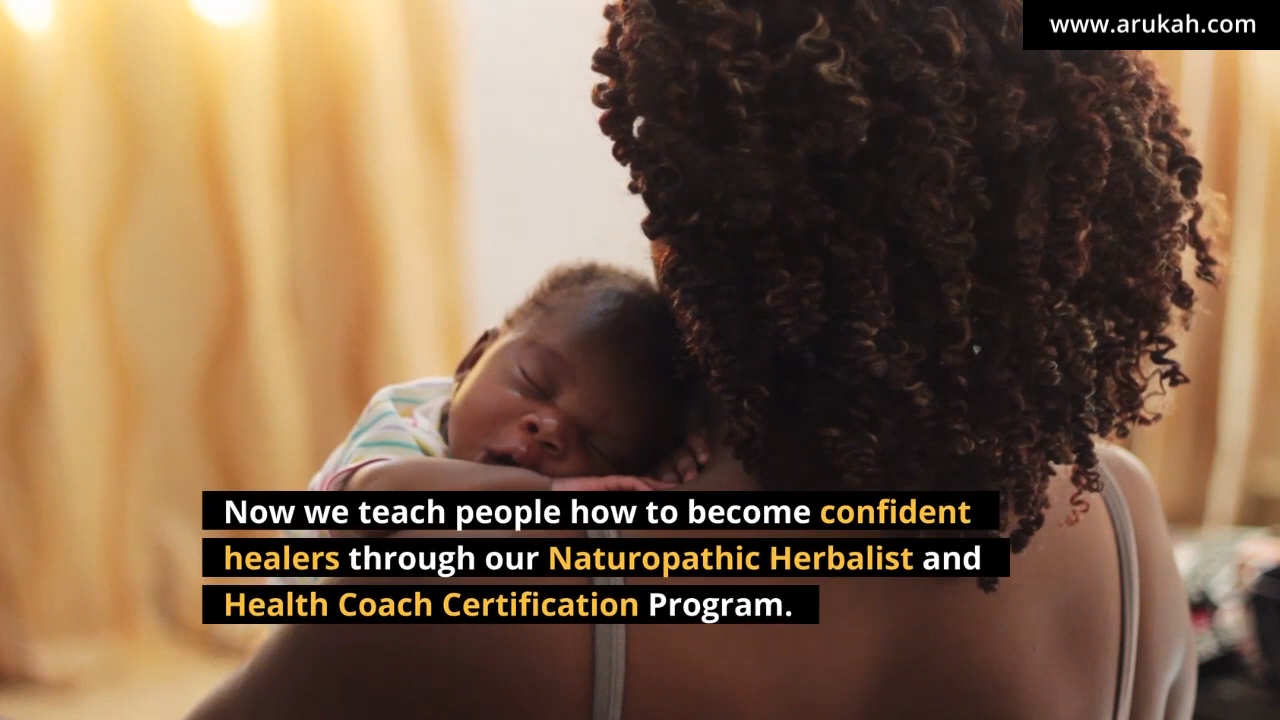 www.arukah.com
Now we teach people how to become confident
healers through our Naturopathic Herbalist and
Health Coach Certification Program.